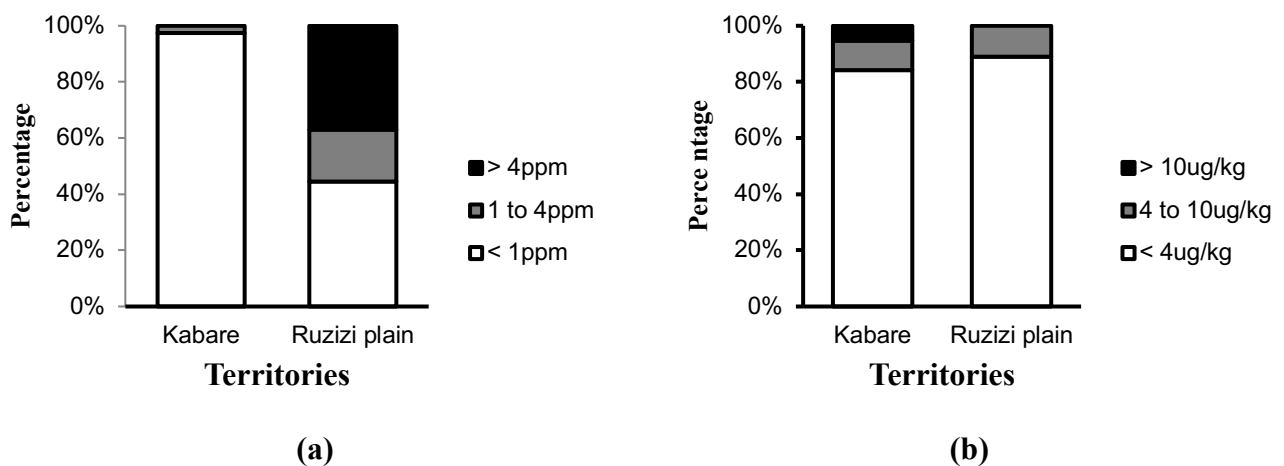 100%
80%
60%
40%
20%
0%
Percentage
Kabare
Ruzizi plain
Territories
> 4ppm
1 to 4ppm
< 1ppm
(a)
100%
80%
60%
40%
20%
0%
Perce ntage
Kabare
Ruzizi plain
Territories
> 10ug/kg
4 to 10ug/kg
< 4ug/kg
(b)